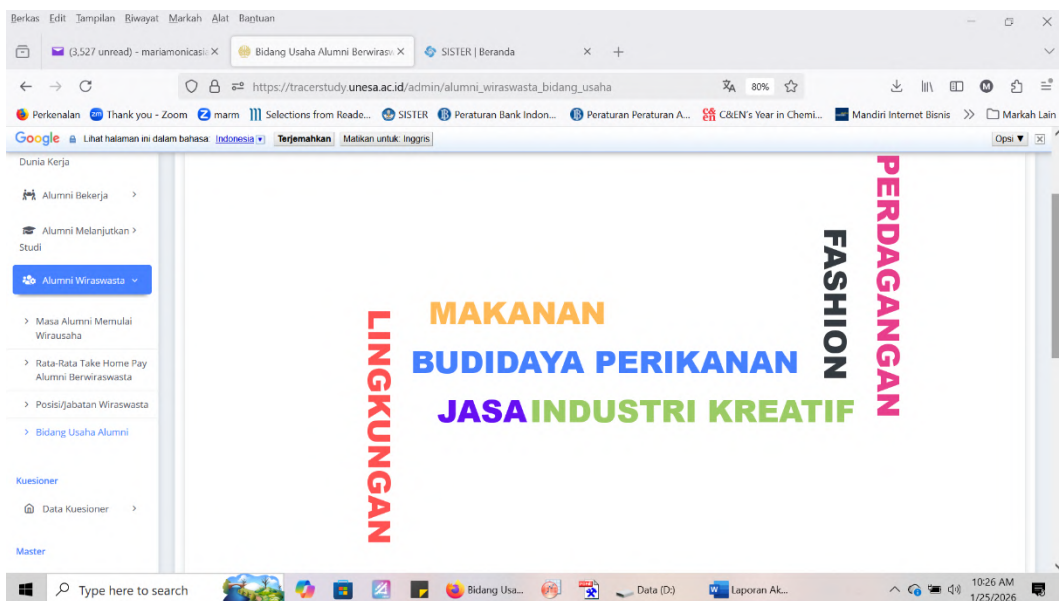 Berkas Edit Tampilan Riwayat Markah Alat Bantuan
(3,527 unread) - mariamonicasia
Bidang Usaha Alumni Berwirasw
SISTER | Beranda
https://tracerstudy.unesa.ac.id/admin/alumni_wiraswasta_bidang_usaha
80%
Perkenalan
Thank you - Zoom
marm
Selections from Reade...
SISTER
Peraturan Bank Indon...
Peraturan Peraturan A...
C&EN's Year in Chemi...
Mandiri Internet Bisnis
Markah Lain
Google Lihat halaman ini dalam bahasa: Indonesia Terjemahkan Matikan untuk: Inggris Opsi
Dunia Kerja
Alumni Bekerja
Alumni Melanjutkan
Studi
Alumni Wiraswasta
Masa Alumni Memulai
Wirausaha
Rata-Rata Take Home Pay
Alumni Berwiraswasta
Posisi/Jabatan Wiraswasta
Bidang Usaha Alumni
Kuesioner
Data Kuesioner
Master
PERDAGANGAN
FASHION
MAKANAN
LINGKUNGAN
BUDIDAYA PERIKANAN
JASA INDUSTRI KREATIF
Type here to search
Bidang Usa...
Data (D:)
Laporan Ak...
10:26 AM
1/25/2026